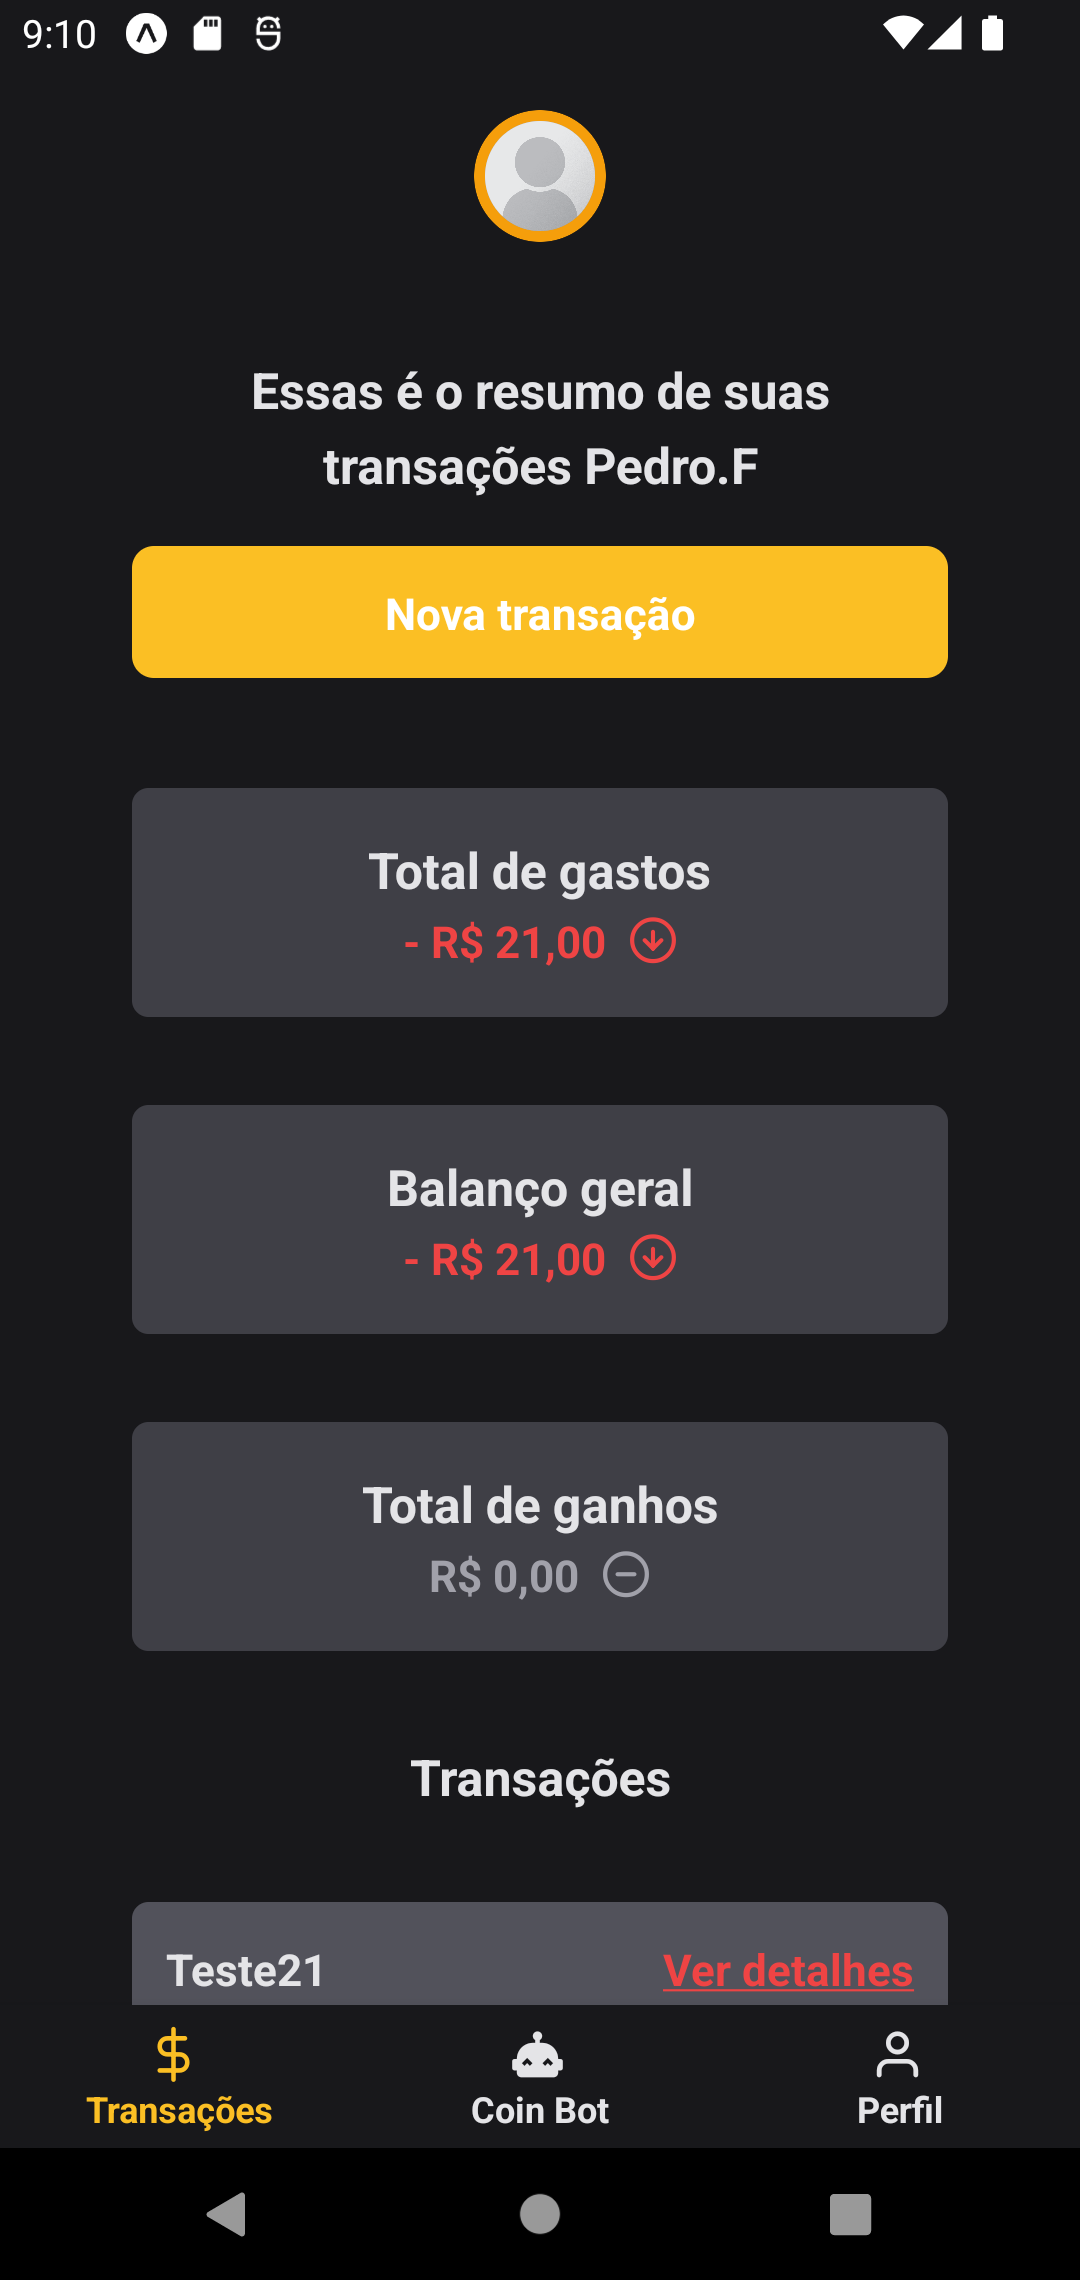 9:10
Essas é o resumo de suas
transações Pedro.F
Nova transação
Total de gastos
- R$ 21,00
Balanço geral
- R$ 21,00
Total de ganhos
R$ 0,00
Transações
Teste21 Ver detalhes
Transações Coin Bot Perfil